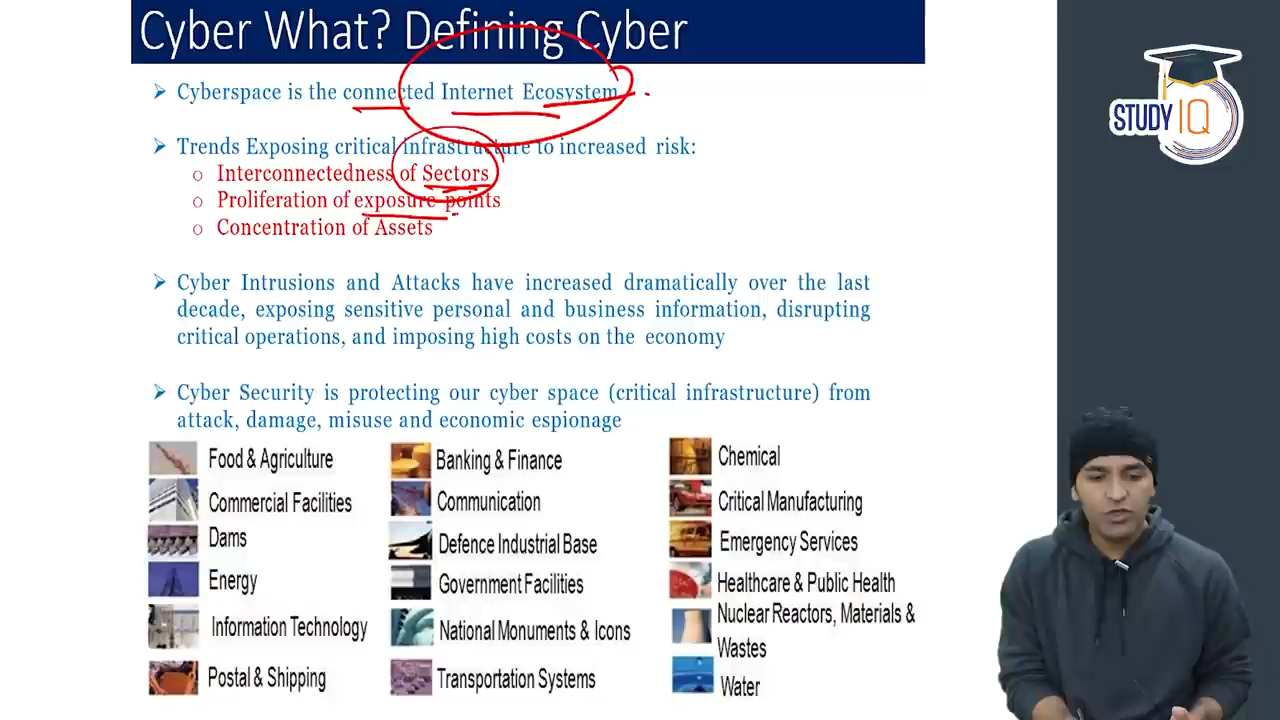 Cyber What? Defining Cyber
➢ Cyberspace is the connected Internet Ecosystem
➢ Trends Exposing critical infrastructure to increased risk:
○ Interconnectedness of Sectors
○ Proliferation of exposure points
○ Concentration of Assets
➢ Cyber Intrusions and Attacks have increased dramatically over the last
decade, exposing sensitive personal and business information, disrupting
critical operations, and imposing high costs on the economy
➢ Cyber Security is protecting our cyber space (critical infrastructure) from
attack, damage, misuse and economic espionage
Food & Agriculture
Commercial Facilities
Dams
Energy
Information Technology
Postal & Shipping
Banking & Finance
Communication
Defence Industrial Base
Government Facilities
National Monuments & Icons
Transportation Systems
Chemical
Critical Manufacturing
Emergency Services
Healthcare & Public Health
Nuclear Reactors, Materials &
Wastes
Water
STUDY IQ